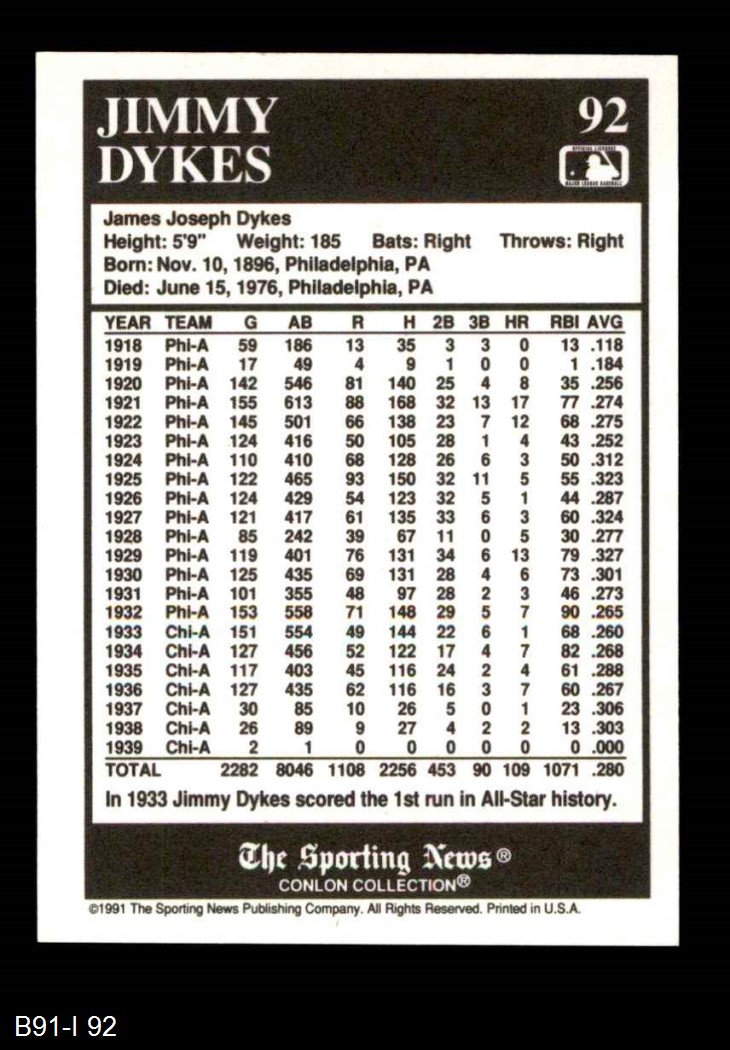 JIMMY 92
DYKES
OFFICIAL LICENSEE
MAJOR LEAGUE BASEBALL
James Joseph Dykes
Height: 5'9" Weight: 185 Bats: Right Throws: Right
Born: Nov. 10, 1896, Philadelphia, PA
Died: June 15, 1976, Philadelphia, PA
YEAR TEAM G AB R H 2B 3B HR RBI AVG
1918 Phi-A 59 186 13 35 3 3 0 13 .118
1919 Phi-A 17 49 4 9 1 0 0 1 .184
1920 Phi-A 142 546 81 140 25 4 8 35 .256
1921 Phi-A 155 613 88 168 32 13 17 77 .274
1922 Phi-A 145 501 66 138 23 7 12 68 .275
1923 Phi-A 124 416 50 105 28 1 4 43 .252
1924 Phi-A 110 410 68 128 26 6 3 50 .312
1925 Phi-A 122 465 93 150 32 11 5 55 .323
1926 Phi-A 124 429 54 123 32 5 1 44 .287
1927 Phi-A 121 417 61 135 33 6 3 60 .324
1928 Phi-A 85 242 39 67 11 0 5 30 .277
1929 Phi-A 119 401 76 131 34 6 13 79 .327
1930 Phi-A 125 435 69 131 28 4 6 73 .301
1931 Phi-A 101 355 48 97 28 2 3 46 .273
1932 Phi-A 153 558 71 148 29 5 7 90 .265
1933 Chi-A 151 554 49 144 22 6 1 68 .260
1934 Chi-A 127 456 52 122 17 4 7 82 .268
1935 Chi-A 117 403 45 116 24 2 4 61 .288
1936 Chi-A 127 435 62 116 16 3 7 60 .267
1937 Chi-A 30 85 10 26 5 0 1 23 .306
1938 Chi-A 26 89 9 27 4 2 2 13 .303
1939 Chi-A 2 1 0 0 0 0 0 0 .000
TOTAL 2282 8046 1108 2256 453 90 109 1071 .280
In 1933 Jimmy Dykes scored the 1st run in All-Star history.
The Sporting News®
CONLON COLLECTION®
©1991 The Sporting News Publishing Company. All Rights Reserved. Printed in U.S.A.
B91-I 92